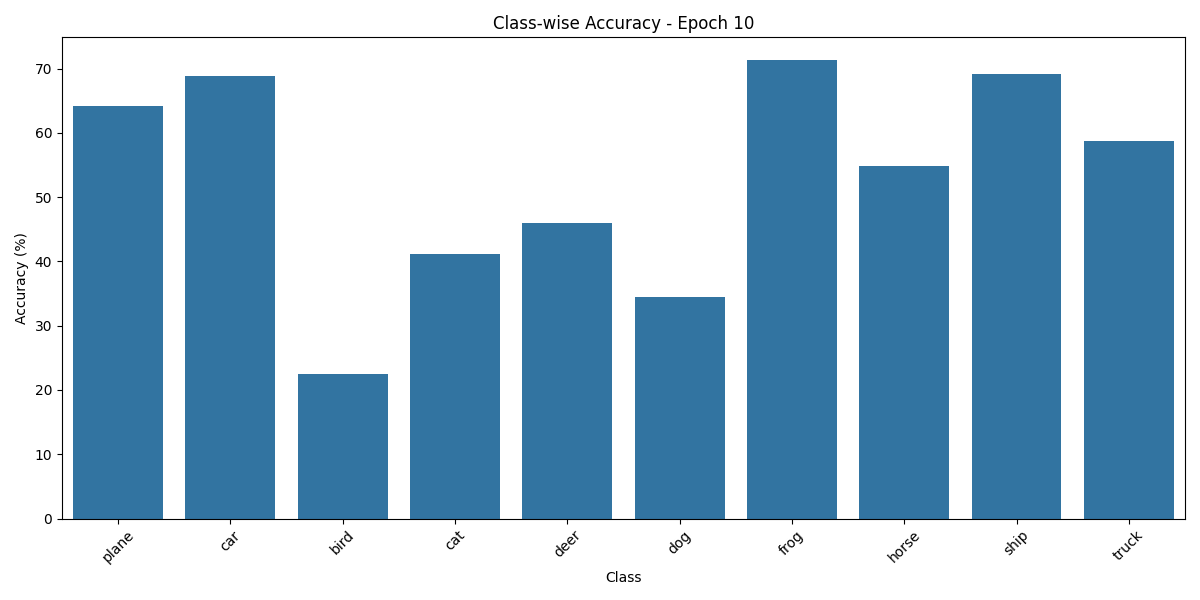 Class-wise Accuracy - Epoch 10
Accuracy (%)
70
60
50
40
30
20
10
0
plane
car
bird
cat
deer
dog
frog
horse
ship
truck
Class